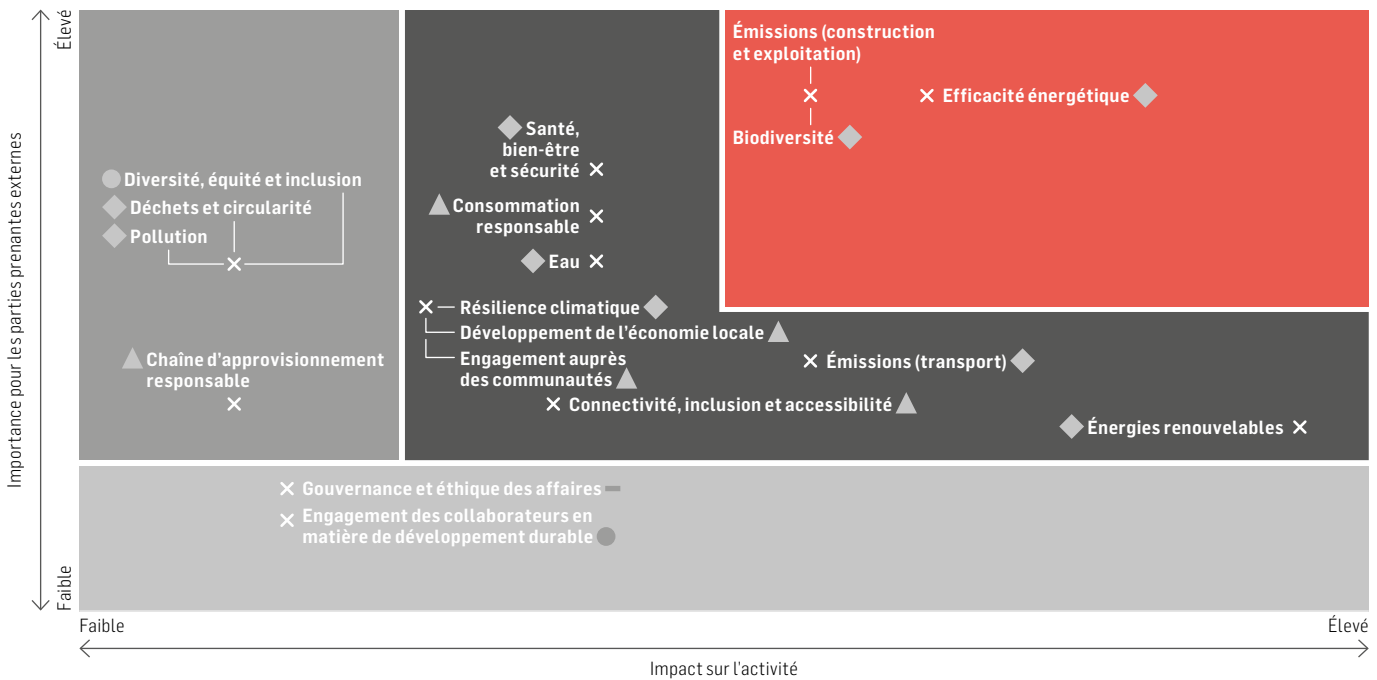 Élevé
Importance pour les parties prenantes externes
Faible
Émissions (construction
et exploitation)
Efficacité énergétique
Biodiversité
Santé,
bien-être
et sécurité
Diversité, équité et inclusion
Déchets et circularité
Pollution
Consommation
responsable
Eau
Résilience climatique
Développement de l'économie locale
Engagement auprès
des communautés
Chaîne d'approvisionnement
responsable
Émissions (transport)
Connectivité, inclusion et accessibilité
Énergies renouvelables
Gouvernance et éthique des affaires
Engagement des collaborateurs en
matière de développement durable
Faible
Élevé
Impact sur l'activité